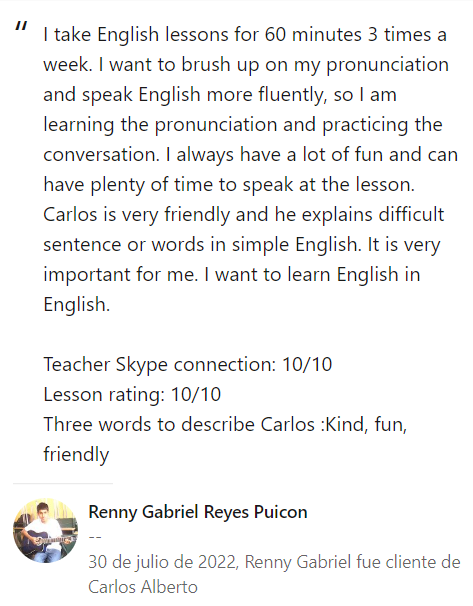 " I take English lessons for 60 minutes 3 times a
week. I want to brush up on my pronunciation
and speak English more fluently, so I am
learning the pronunciation and practicing the
conversation. I always have a lot of fun and can
have plenty of time to speak at the lesson.
Carlos is very friendly and he explains difficult
sentence or words in simple English. It is very
important for me. I want to learn English in
English.
Teacher Skype connection: 10/10
Lesson rating: 10/10
Three words to describe Carlos :Kind, fun,
friendly
Renny Gabriel Reyes Puicon
--
30 de julio de 2022, Renny Gabriel fue cliente de
Carlos Alberto